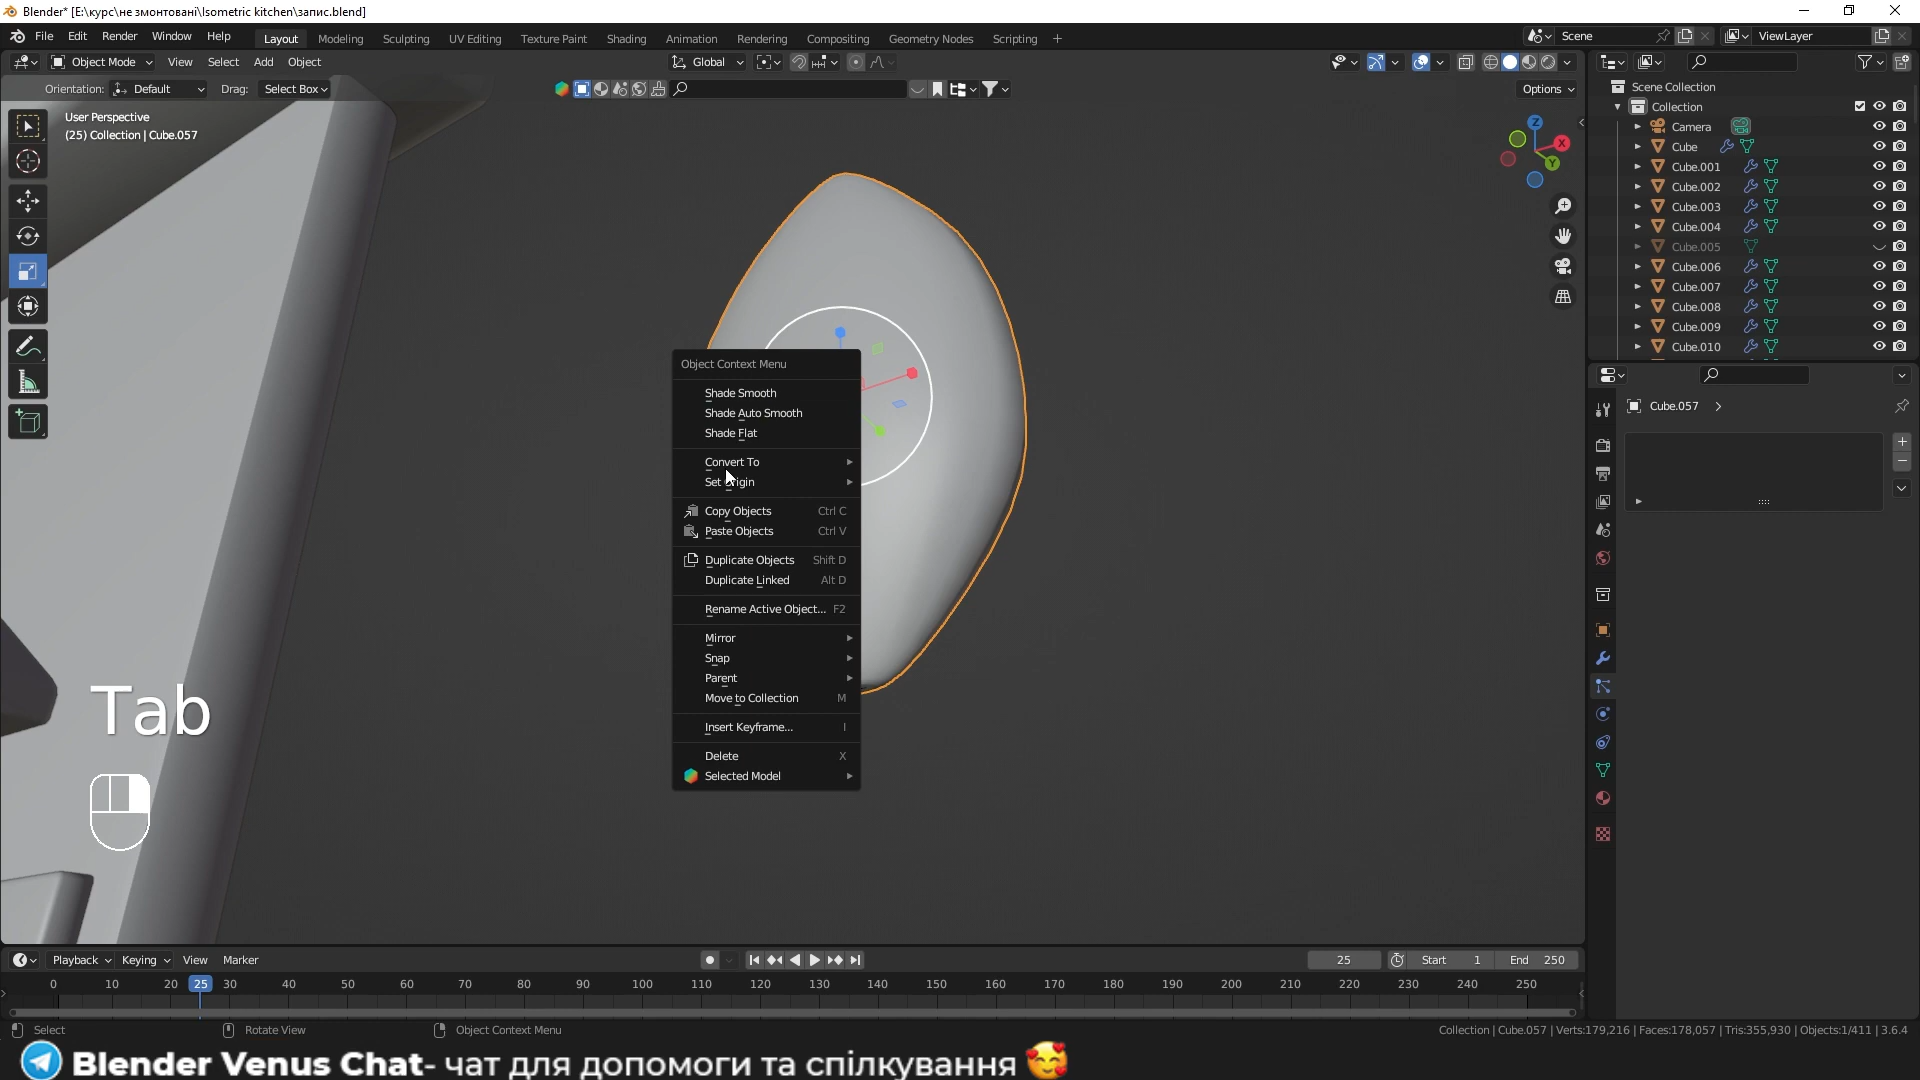 Blender* [E:\курс\не змонтовані\Isometric kitchen\запис.blend]
File Edit Render Window Help Layout Modeling Sculpting UV Editing Texture Paint Shading Animation Rendering Compositing Geometry Nodes Scripting + Scene ViewLayer
Object Mode View Select Add Object Global
Orientation: Default Drag: Select Box Options
User Perspective
(25) Collection | Cube.057
Z
X
Y
Scene Collection
Collection
Camera
Cube
Cube.001
Cube.002
Cube.003
Cube.004
Cube.005
Cube.006
Cube.007
Cube.008
Cube.009
Cube.010
Cube.057
Object Context Menu
Shade Smooth
Shade Auto Smooth
Shade Flat
Convert To
Set Origin
Copy Objects Ctrl C
Paste Objects Ctrl V
Duplicate Objects Shift D
Duplicate Linked Alt D
Rename Active Object... F2
Mirror
Snap
Parent
Move to Collection M
Insert Keyframe... I
Delete X
Selected Model
Tab
Playback Keying View Marker 25 Start 1 End 250
0 10 20 25 30 40 50 60 70 80 90 100 110 120 130 140 150 160 170 180 190 200 210 220 230 240 250
Select Rotate View Object Context Menu Collection | Cube.057 | Verts:179,216 | Faces:178,057 | Tris:355,930 | Objects:1/411 | 3.6.4
Blender Venus Chat- чат для допомоги та спілкування 🥰